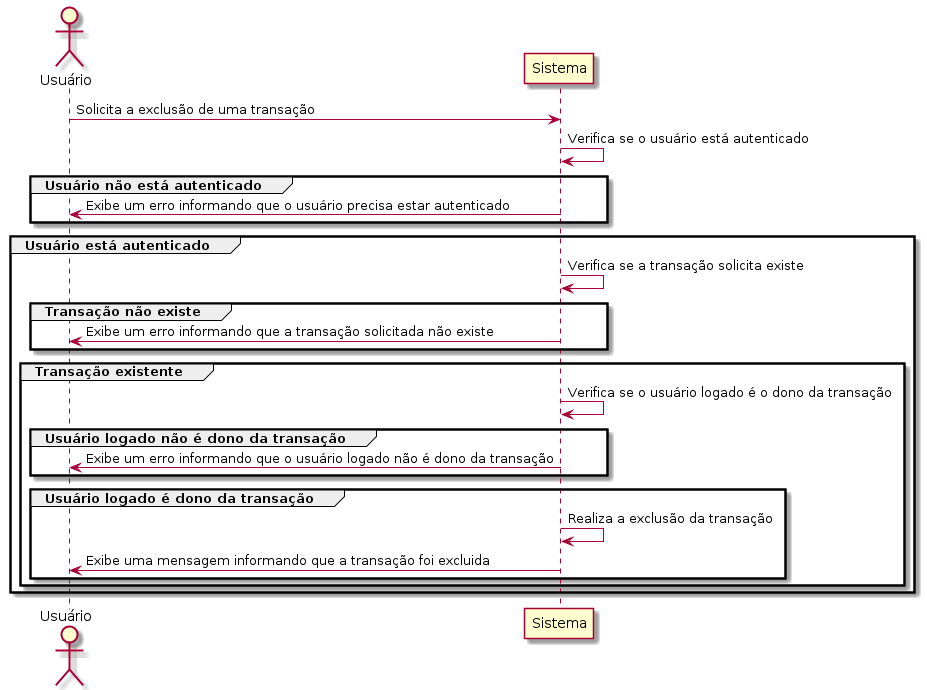 Usuário
Sistema
Solicita a exclusão de uma transação
Verifica se o usuário está autenticado
Usuário não está autenticado
Exibe um erro informando que o usuário precisa estar autenticado
Usuário está autenticado
Verifica se a transação solicita existe
Transação não existe
Exibe um erro informando que a transação solicitada não existe
Transação existente
Verifica se o usuário logado é o dono da transação
Usuário logado não é dono da transação
Exibe um erro informando que o usuário logado não é dono da transação
Usuário logado é dono da transação
Realiza a exclusão da transação
Exibe uma mensagem informando que a transação foi excluida
Usuário
Sistema